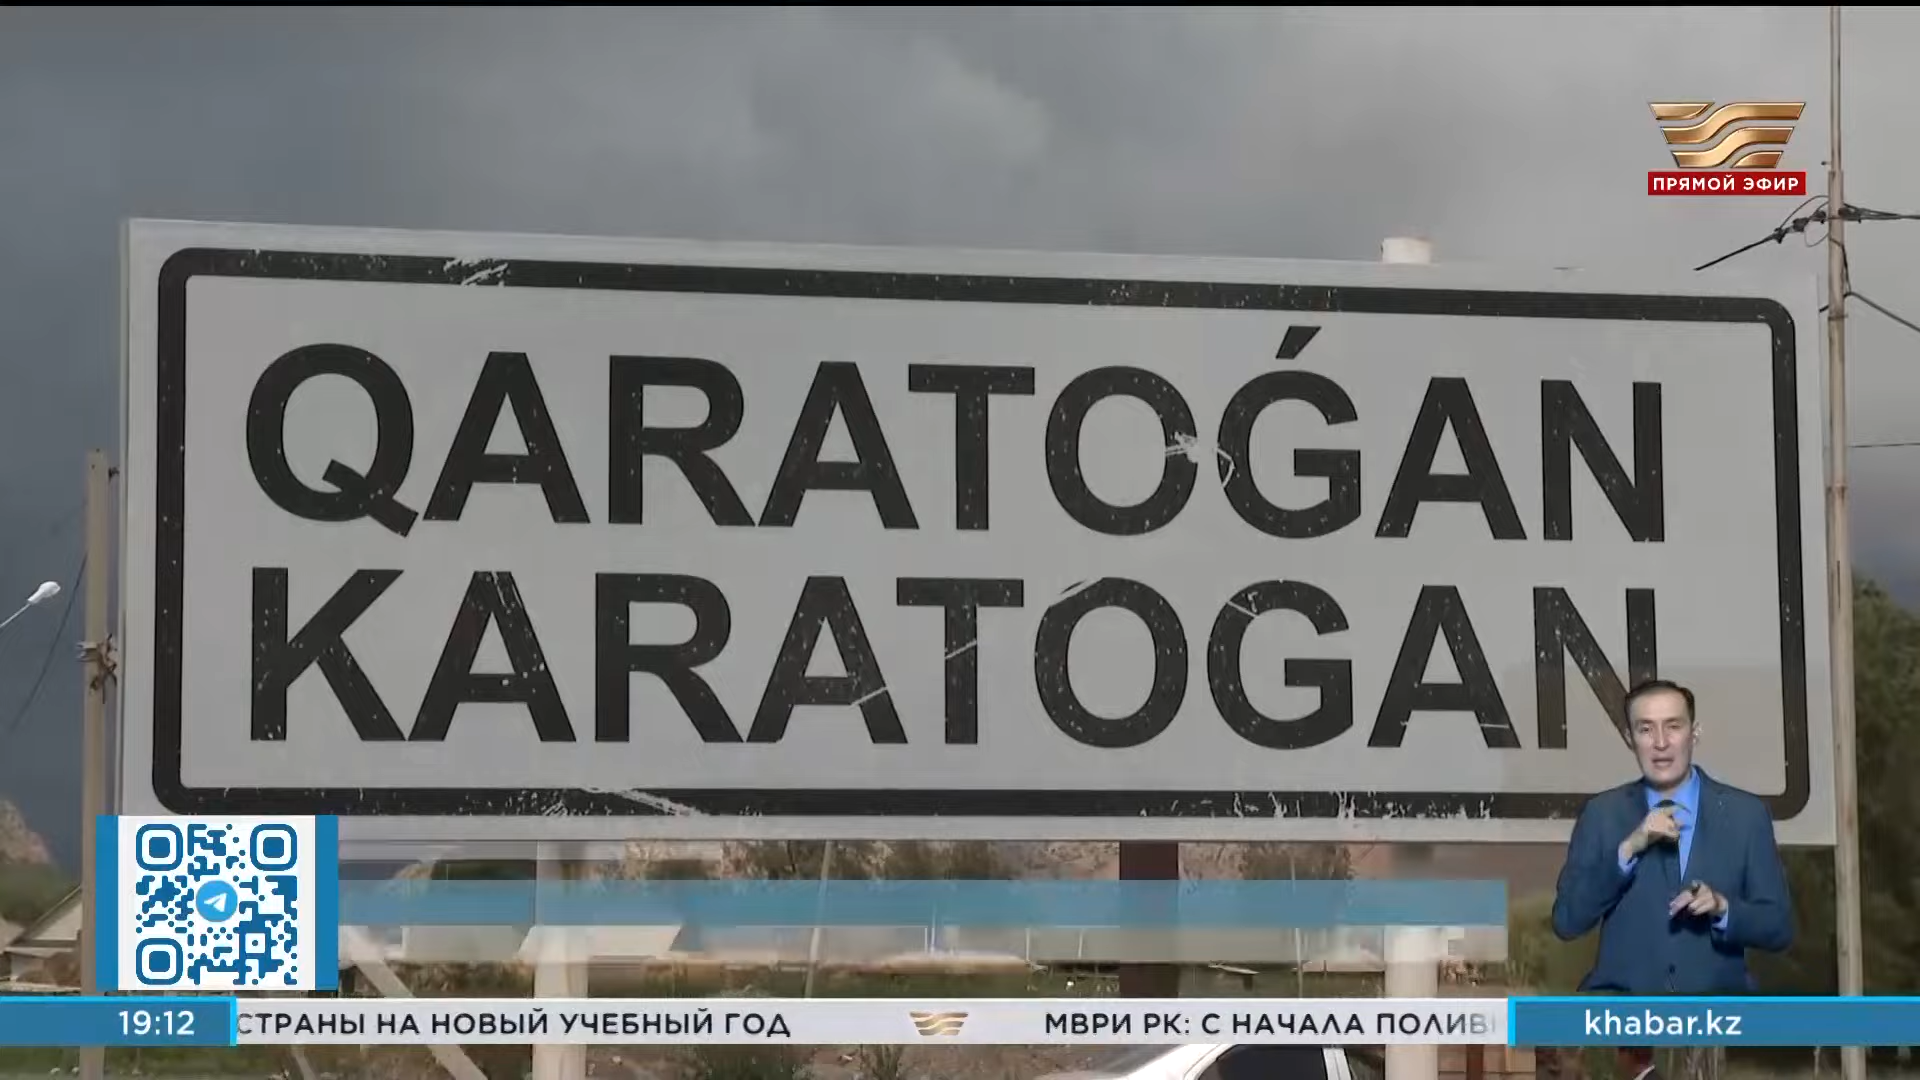 ПРЯМОЙ ЭФИР
QARATOǴAN
KARATOGAN
19:12
СТРАНЫ НА НОВЫЙ УЧЕБНЫЙ ГОД
МВРИ РК: С НАЧАЛА ПОЛИВ
khabar.kz